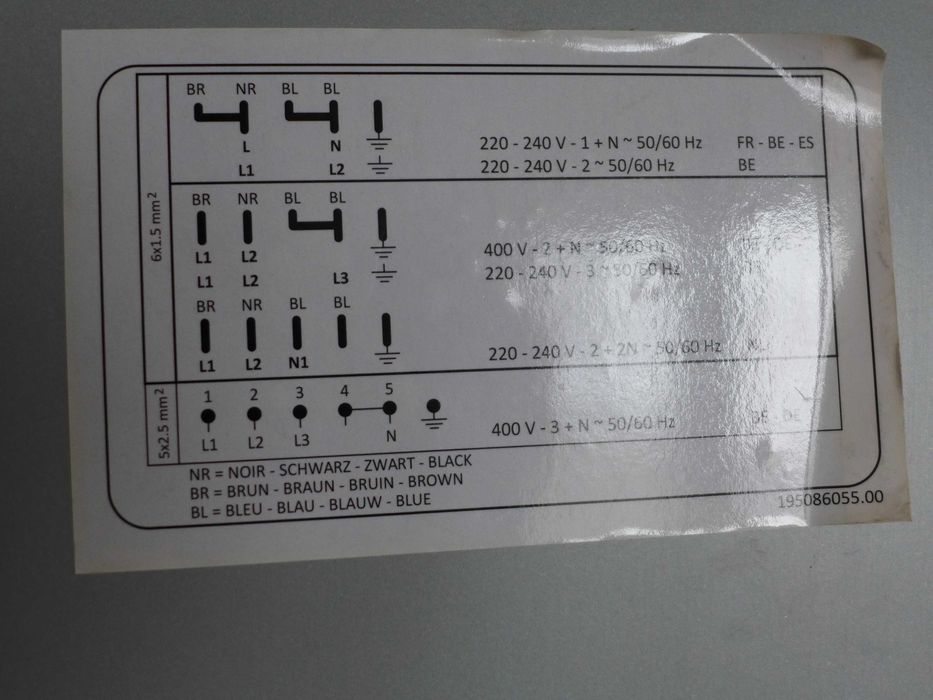 BR NR BL BL
L N
220 - 240 V - 1 + N ~ 50/60 Hz FR - BE - ES
L1 L2
220 - 240 V - 2 ~ 50/60 Hz BE
6x1.5 mm²
BR NR BL BL
L1 L2
400 V - 2 + N ~ 50/60 Hz
L1 L2 L3
220 - 240 V - 3 ~ 50/60 Hz
BR NR BL BL
L1 L2 N1
220 - 240 V - 2 + 2N ~ 50/60 Hz
5x2.5 mm²
1 2 3 4 5
L1 L2 L3 N
400 V - 3 + N ~ 50/60 Hz
NR = NOIR - SCHWARZ - ZWART - BLACK
BR = BRUN - BRAUN - BRUIN - BROWN
BL = BLEU - BLAU - BLAUW - BLUE
195086055.00